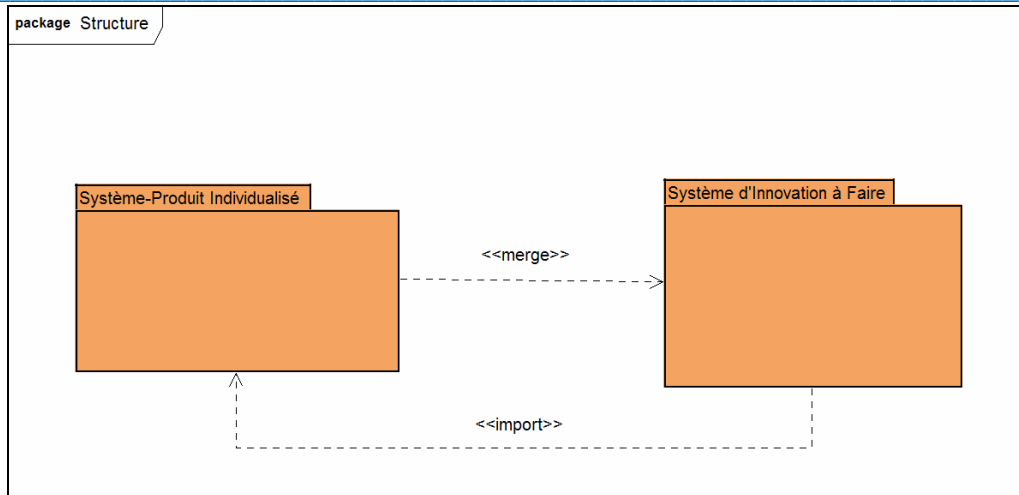 package Structure
Système-Produit Individualisé
Système d'Innovation à Faire
<<merge>>
<<import>>